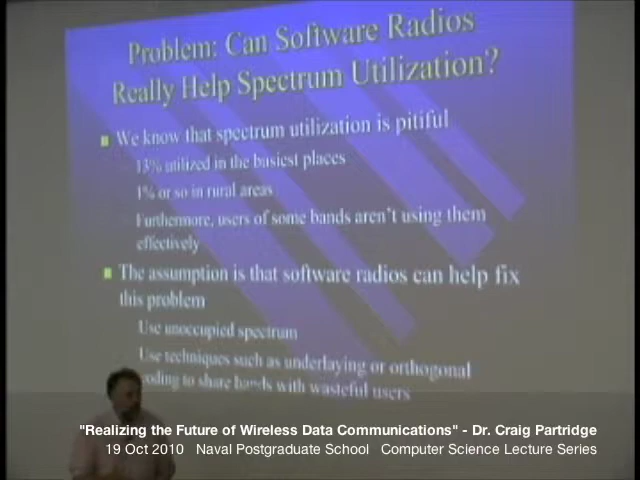 Problem: Can Software Radios
Really Help Spectrum Utilization?
We know that spectrum utilization is pitiful
13% utilized in the busiest places
1% or so in rural areas
Furthermore, users of some bands aren't using them
effectively
The assumption is that software radios can help fix
this problem
Use unoccupied spectrum
Use techniques such as underlaying or orthogonal
coding to share bands with wasteful users
"Realizing the Future of Wireless Data Communications" - Dr. Craig Partridge
19 Oct 2010 Naval Postgraduate School Computer Science Lecture Series